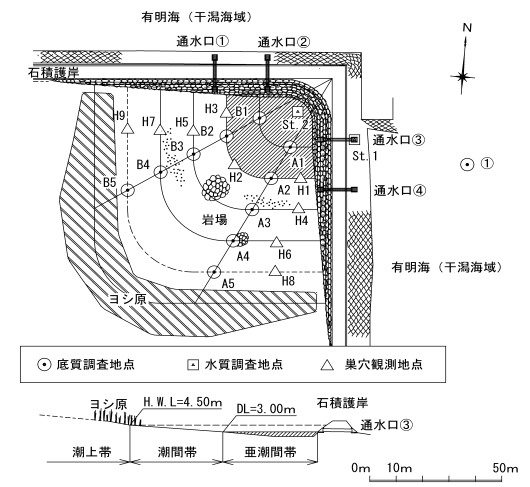 有明海（干潟海域）
通水口① 通水口②
N
石積護岸
H9 H7 H5 H3 B1
B2 St.2
通水口③
St.1
B3 A1
①
B4 H2
B5 A2 H1 通水口④
岩場 A3 H4
A4 H6
有明海（干潟海域）
A5 H8
ヨシ原
底質調査地点 水質調査地点 巣穴観測地点
ヨシ原 H.W.L=4.50m DL=3.00m 石積護岸
通水口③
潮上帯 潮間帯 亜潮間帯
0m 10m 50m